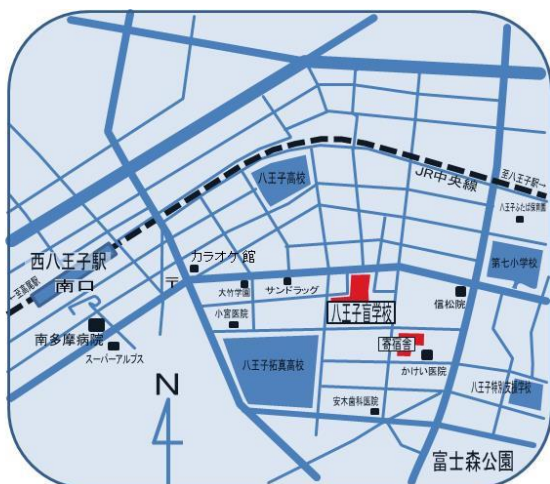 至八王子駅→
JR中央線
八王子ふたば保育園
八王子高校
西八王子駅
南口
←至高尾駅
カラオケ館
〒
第七小学校
大竹学園
サンドラッグ
信松院
小宮医院
八王子盲学校
南多摩病院
スーパーアルプス
寄宿舎
かけい医院
八王子拓真高校
八王子特別支援学校
安木歯科医院
N
富士森公園